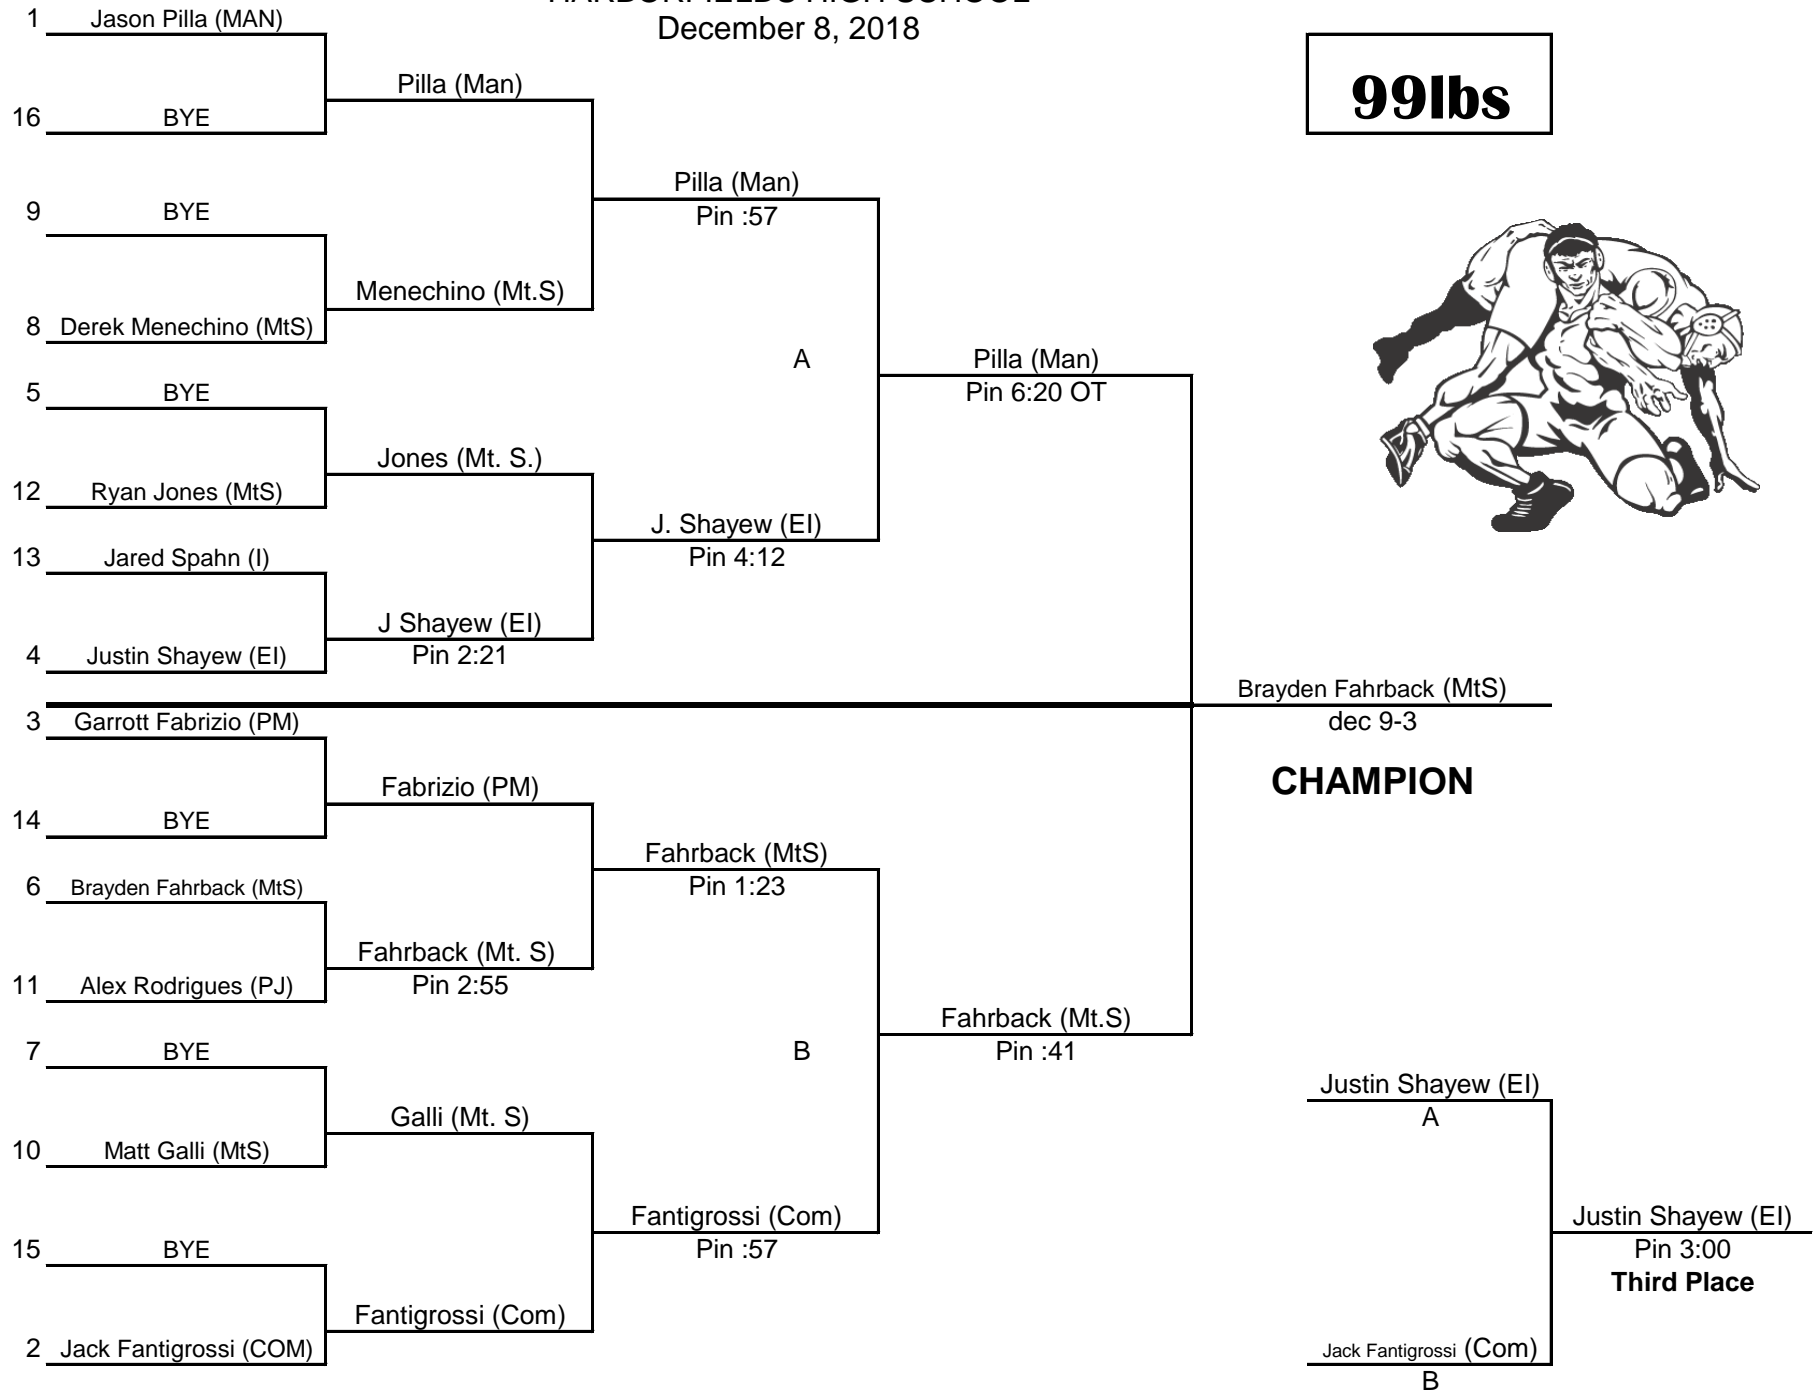 HARBORFIELDS HIGH SCHOOL
December 8, 2018
99lbs
1 Jason Pilla (MAN)
Pilla (Man)
16 BYE
Pilla (Man)
Pin :57
9 BYE
Menechino (Mt.S)
8 Derek Menechino (MtS)
A
Pilla (Man)
Pin 6:20 OT
5 BYE
Jones (Mt. S.)
12 Ryan Jones (MtS)
J. Shayew (EI)
Pin 4:12
13 Jared Spahn (I)
J Shayew (EI)
Pin 2:21
4 Justin Shayew (EI)
Brayden Fahrback (MtS)
dec 9-3
CHAMPION
3 Garrott Fabrizio (PM)
Fabrizio (PM)
14 BYE
Fahrback (MtS)
Pin 1:23
6 Brayden Fahrback (MtS)
Fahrback (Mt. S)
Pin 2:55
11 Alex Rodrigues (PJ)
Fahrback (Mt.S)
Pin :41
B
7 BYE
Galli (Mt. S)
10 Matt Galli (MtS)
Fantigrossi (Com)
Pin :57
15 BYE
Fantigrossi (Com)
2 Jack Fantigrossi (COM)
Justin Shayew (EI)
A
Justin Shayew (EI)
Pin 3:00
Third Place
Jack Fantigrossi (Com)
B